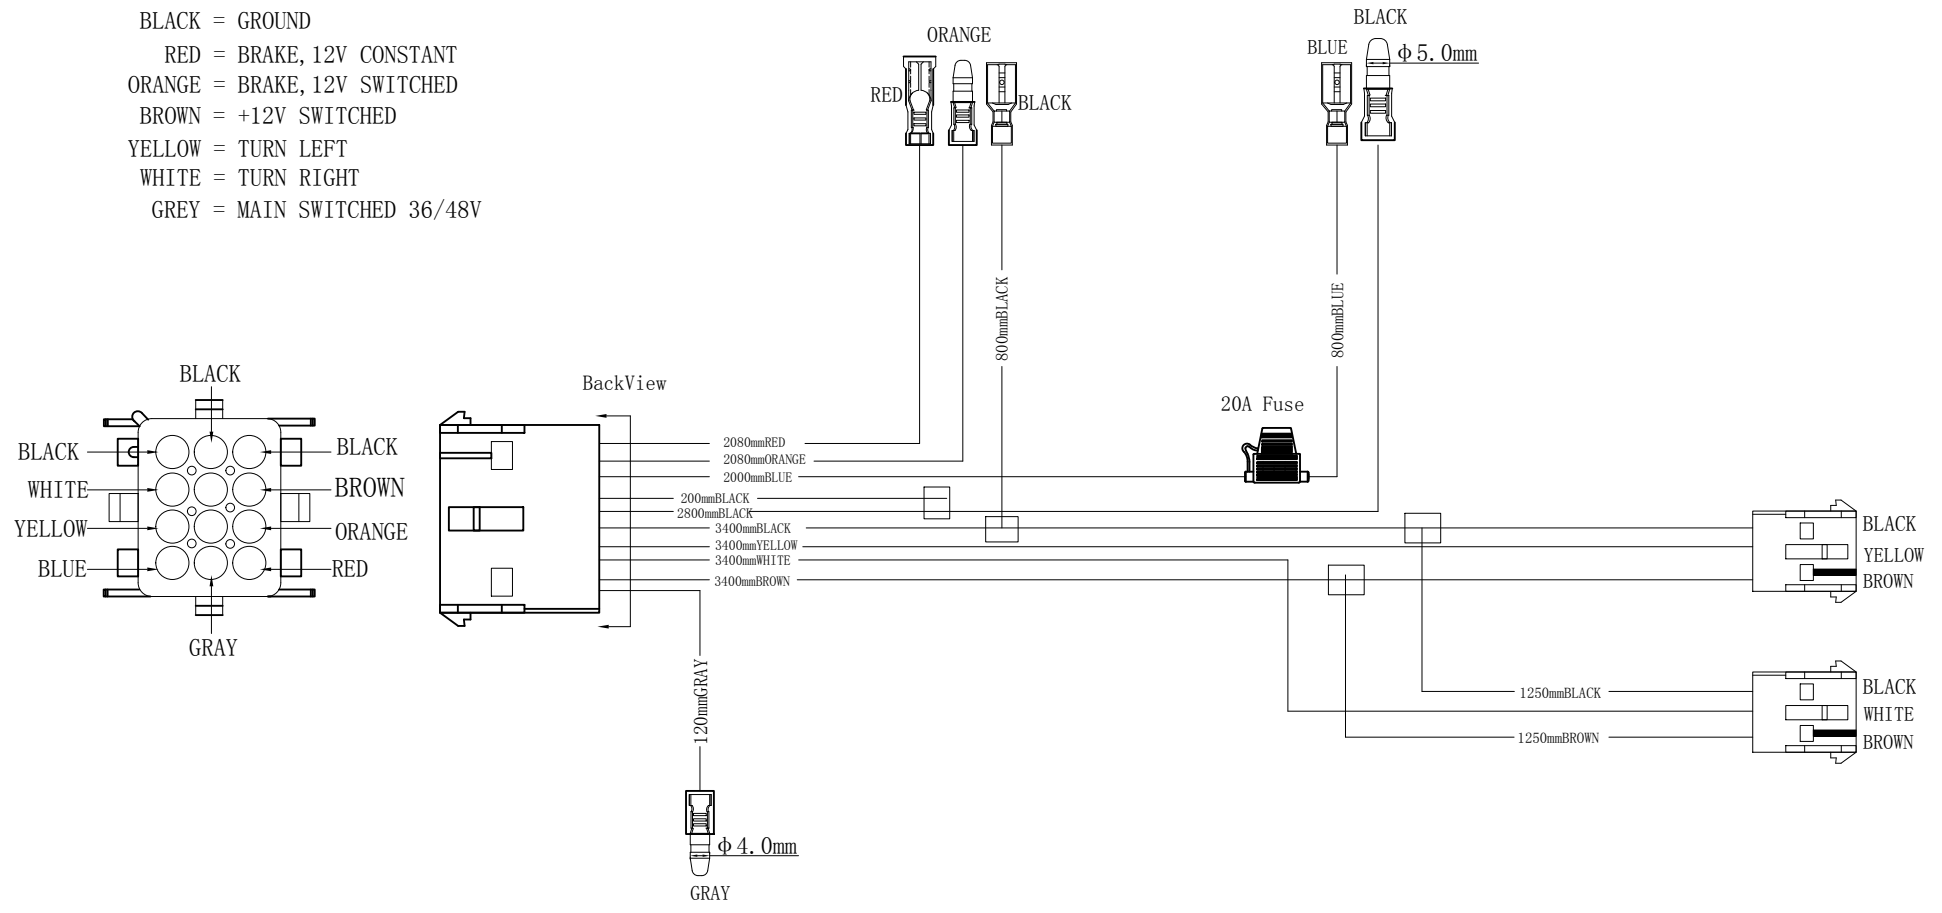 BLACK = GROUND
RED = BRAKE,12V CONSTANT
ORANGE = BRAKE,12V SWITCHED
BROWN = +12V SWITCHED
YELLOW = TURN LEFT
WHITE = TURN RIGHT
GREY = MAIN SWITCHED 36/48V
ORANGE
RED
BLACK
BLACK
BLUE
φ5.0mm
800mmBLACK
800mmBLUE
20A Fuse
BLACK
BLACK
BLACK
WHITE
BROWN
YELLOW
ORANGE
BLUE
RED
GRAY
BackView
2080mmRED
2080mmORANGE
2000mmBLUE
200mmBLACK
2800mmBLACK
3400mmBLACK
3400mmYELLOW
3400mmWHITE
3400mmBROWN
120mmGRAY
φ4.0mm
GRAY
BLACK
YELLOW
BROWN
1250mmBLACK
1250mmBROWN
BLACK
WHITE
BROWN